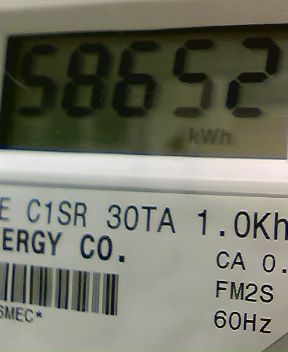 58652
kWh
E C1SR 30TA 1.0Kh
ERGY CO.
CA 0.
FM2S
SMEC*
60Hz